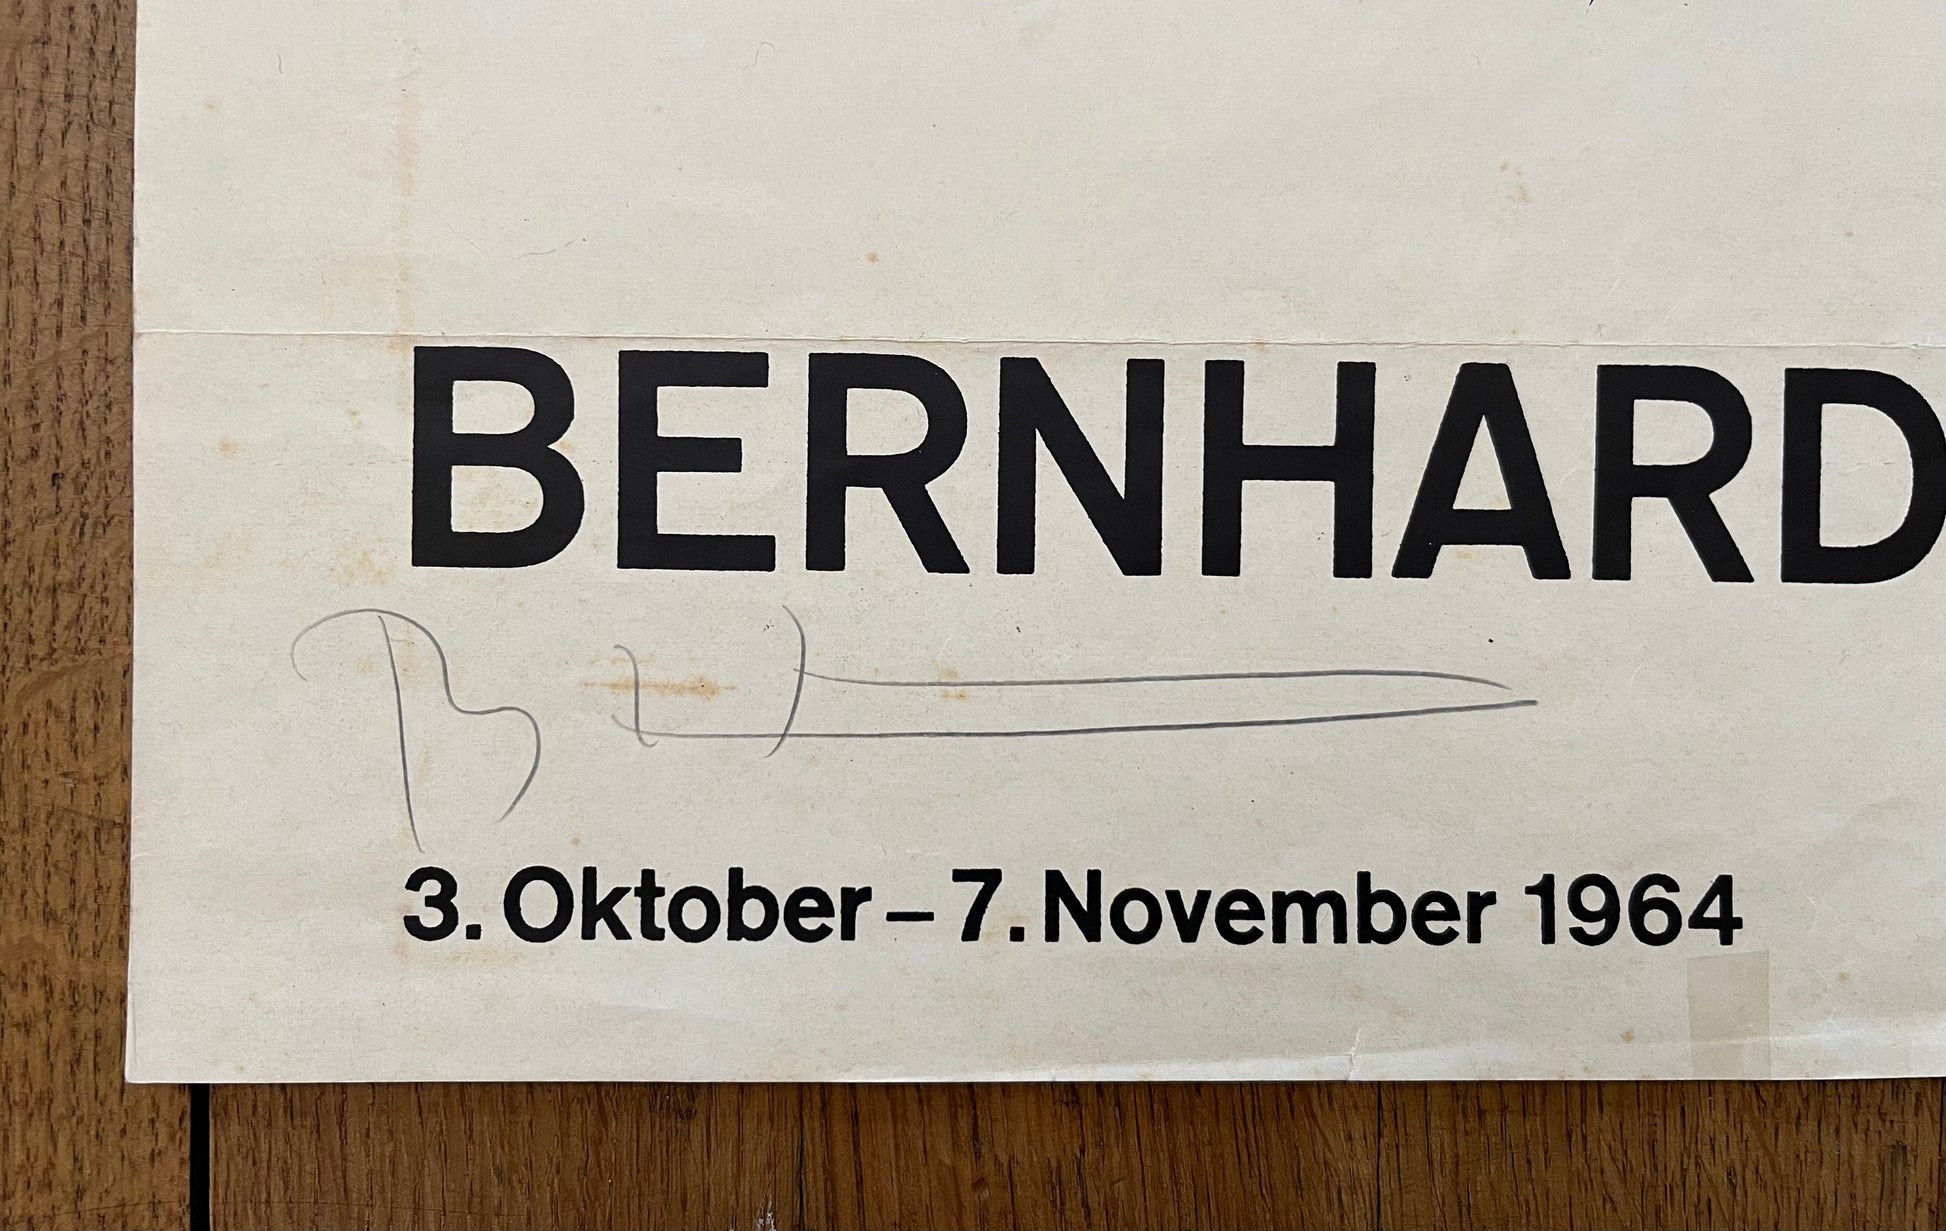 BERNHARD
3. Oktober – 7. November 1964